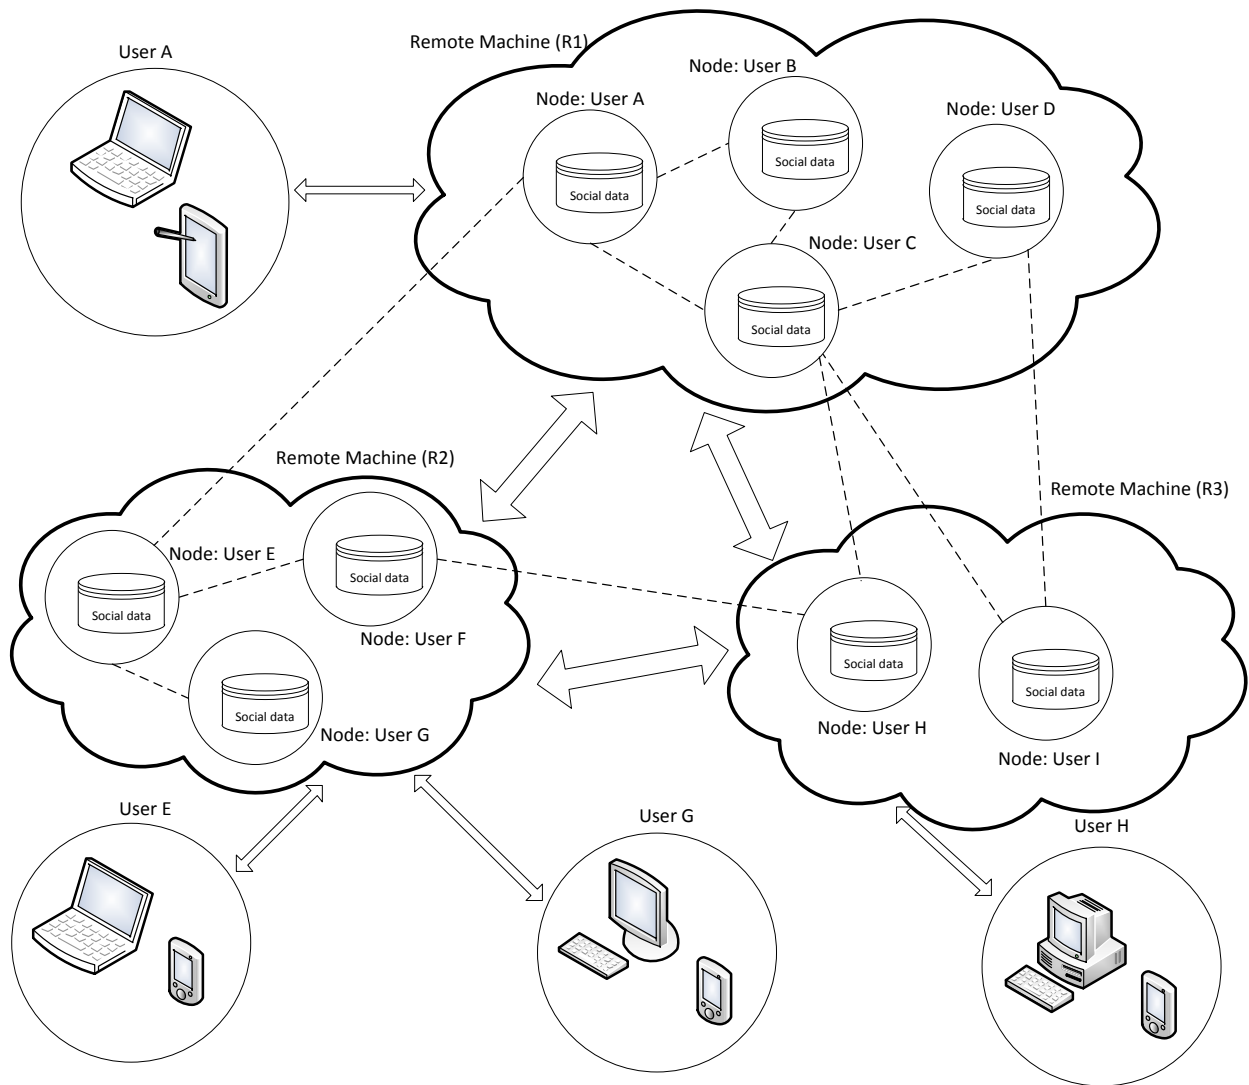 User A
Remote Machine (R1)
Node: User B
Node: User A
Node: User D
Social data
Social data
Social data
Node: User C
Social data
Remote Machine (R2)
Remote Machine (R3)
Node: User E
Social data
Social data
Node: User F
Social data
Node: User G
Social data
Node: User H
Social data
Node: User I
User E
User G
User H